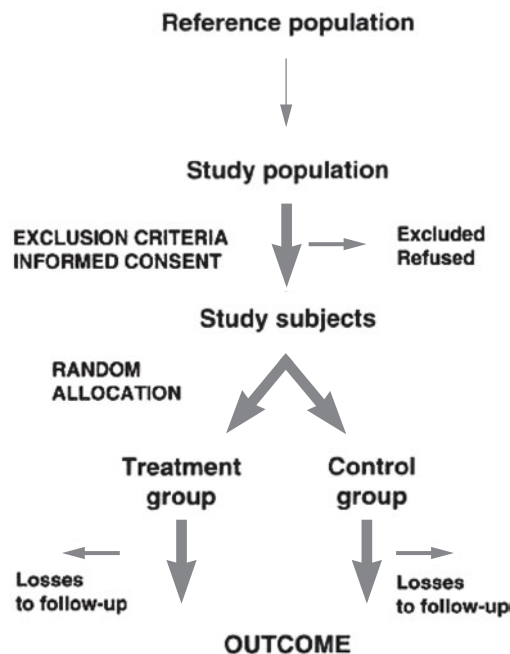 Reference population
Study population
EXCLUSION CRITERIA
INFORMED CONSENT
Excluded
Refused
Study subjects
RANDOM
ALLOCATION
Treatment
group
Control
group
Losses
to follow-up
Losses
to follow-up
OUTCOME